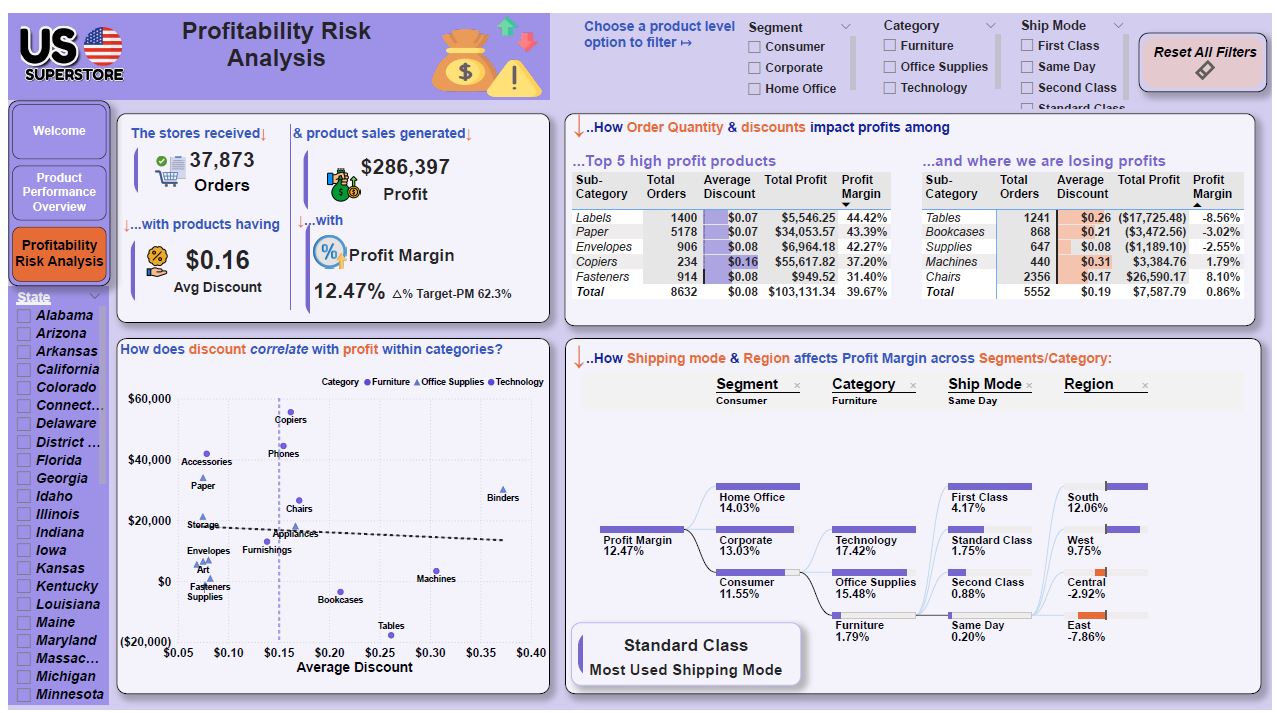 US
SUPERSTORE
Profitability Risk
Analysis
$
!
Choose a product level
option to filter ↦
Segment
Consumer
Corporate
Home Office
Category
Furniture
Office Supplies
Technology
Ship Mode
First Class
Same Day
Second Class
Standard Class
Reset All Filters
Welcome
Product
Performance
Overview
Profitability
Risk Analysis
State
Alabama
Arizona
Arkansas
California
Colorado
Connect...
Delaware
District ...
Florida
Georgia
Idaho
Illinois
Indiana
Iowa
Kansas
Kentucky
Louisiana
Maine
Maryland
Massac...
Michigan
Minnesota
The stores received↓
37,873
Orders
& product sales generated↓
$286,397
Profit
↓...with products having
$0.16
Avg Discount
↓...with
% Profit Margin
12.47% △% Target-PM 62.3%
↓..How Order Quantity & discounts impact profits among
...Top 5 high profit products
Sub-Category Total Orders Average Discount Total Profit Profit Margin
Labels 1400 $0.07 $5,546.25 44.42%
Paper 5178 $0.07 $34,053.57 43.39%
Envelopes 906 $0.08 $6,964.18 42.27%
Copiers 234 $0.16 $55,617.82 37.20%
Fasteners 914 $0.08 $949.52 31.40%
Total 8632 $0.08 $103,131.34 39.67%
...and where we are losing profits
Sub-Category Total Orders Average Discount Total Profit Profit Margin
Tables 1241 $0.26 ($17,725.48) -8.56%
Bookcases 868 $0.21 ($3,472.56) -3.02%
Supplies 647 $0.08 ($1,189.10) -2.55%
Machines 440 $0.31 $3,384.76 1.79%
Chairs 2356 $0.17 $26,590.17 8.10%
Total 5552 $0.19 $7,587.79 0.86%
How does discount correlate with profit within categories?
Category Furniture Office Supplies Technology
$60,000
$40,000
$20,000
$0
($20,000)
Copiers
Phones
Accessories
Paper
Binders
Chairs
Storage
Appliances
Furnishings
Envelopes
Art
Fasteners
Supplies
Machines
Bookcases
Tables
$0.05 $0.10 $0.15 $0.20 $0.25 $0.30 $0.35 $0.40
Average Discount
↓..How Shipping mode & Region affects Profit Margin across Segments/Category:
Segment × Category × Ship Mode × Region ×
Consumer Furniture Same Day
Profit Margin
12.47%
Home Office
14.03%
Corporate
13.03%
Consumer
11.55%
Technology
17.42%
Office Supplies
15.48%
Furniture
1.79%
First Class
4.17%
Standard Class
1.75%
Second Class
0.88%
Same Day
0.20%
South
12.06%
West
9.75%
Central
-2.92%
East
-7.86%
Standard Class
Most Used Shipping Mode